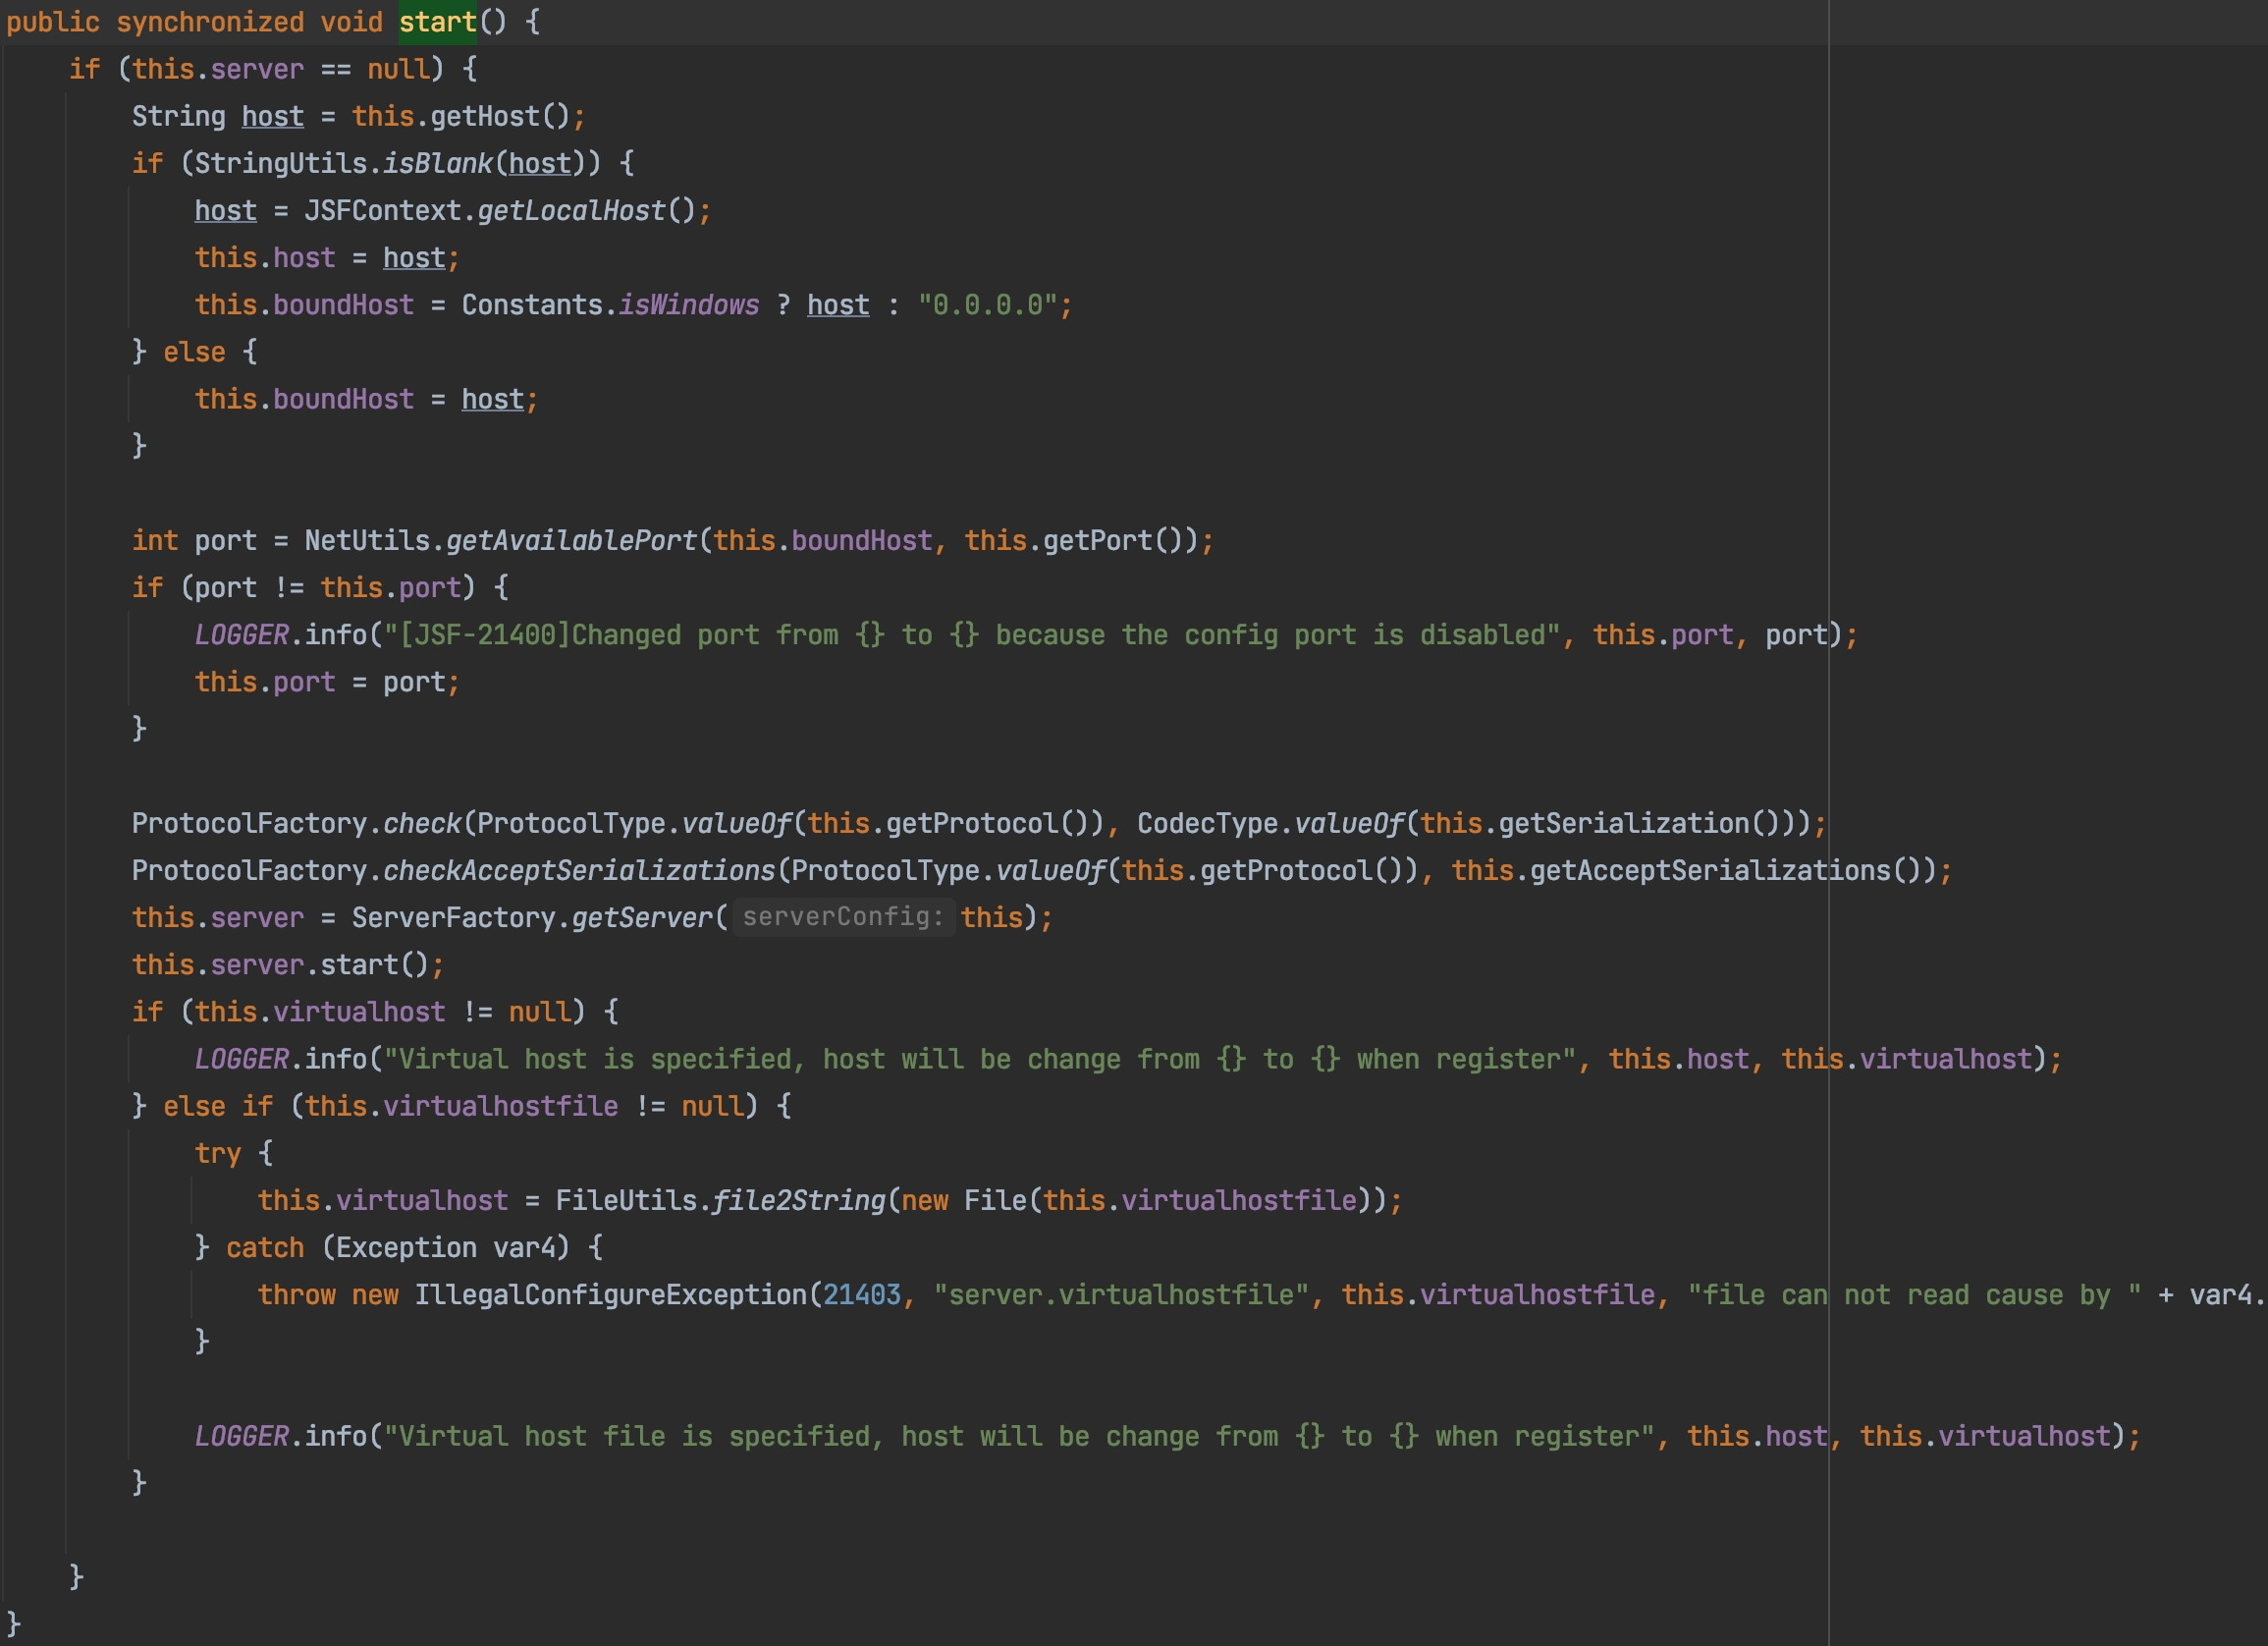 public synchronized void start() {
if (this.server == null) {
String host = this.getHost();
if (StringUtils.isBlank(host)) {
host = JSFContext.getLocalHost();
this.host = host;
this.boundHost = Constants.isWindows ? host : "0.0.0.0";
} else {
this.boundHost = host;
}
int port = NetUtils.getAvailablePort(this.boundHost, this.getPort());
if (port != this.port) {
LOGGER.info("[JSF-21400]Changed port from {} to {} because the config port is disabled", this.port, port);
this.port = port;
}
ProtocolFactory.check(ProtocolType.valueOf(this.getProtocol()), CodecType.valueOf(this.getSerialization()));
ProtocolFactory.checkAcceptSerializations(ProtocolType.valueOf(this.getProtocol()), this.getAcceptSerializations());
this.server = ServerFactory.getServer( serverConfig: this);
this.server.start();
if (this.virtualhost != null) {
LOGGER.info("Virtual host is specified, host will be change from {} to {} when register", this.host, this.virtualhost);
} else if (this.virtualhostfile != null) {
try {
this.virtualhost = FileUtils.file2String(new File(this.virtualhostfile));
} catch (Exception var4) {
throw new IllegalConfigureException(21403, "server.virtualhostfile", this.virtualhostfile, "file can not read cause by " + var4.
}
LOGGER.info("Virtual host file is specified, host will be change from {} to {} when register", this.host, this.virtualhost);
}
}
}